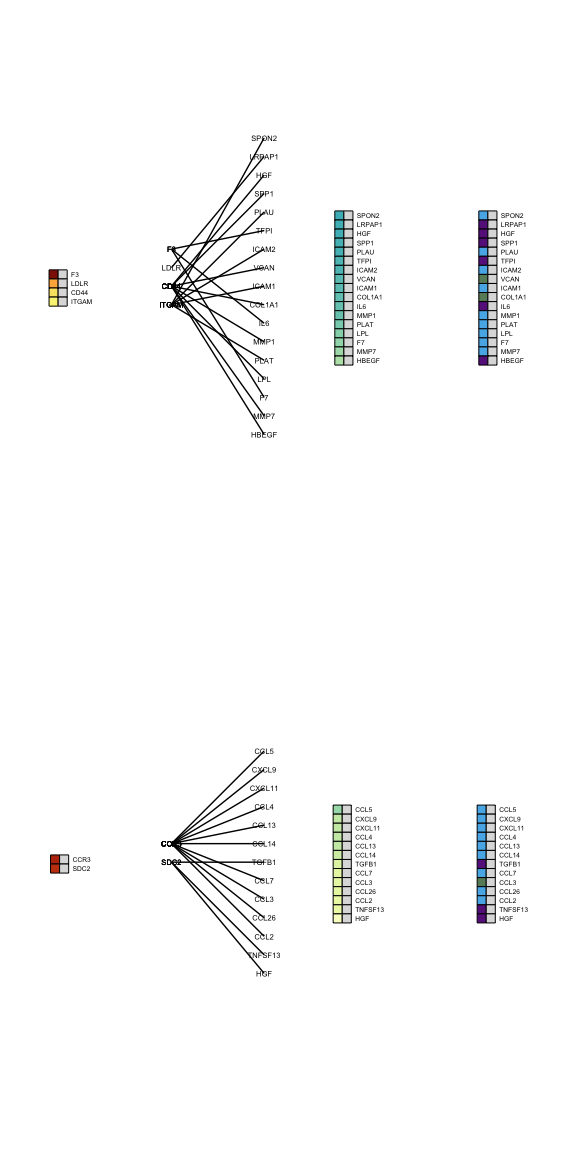 SPON2
LRPAP1
HGF
SPP1
PLAU
TFPI
ICAM2
VCAN
ICAM1
COL1A1
IL6
MMP1
PLAT
LPL
F7
MMP7
HBEGF
F3
LDLR
CD44
ITGAM
F3
LDLR
CD44
ITGAM
SPON2
LRPAP1
HGF
SPP1
PLAU
TFPI
ICAM2
VCAN
ICAM1
COL1A1
IL6
MMP1
PLAT
LPL
F7
MMP7
HBEGF
SPON2
LRPAP1
HGF
SPP1
PLAU
TFPI
ICAM2
VCAN
ICAM1
COL1A1
IL6
MMP1
PLAT
LPL
F7
MMP7
HBEGF
CCL5
CXCL9
CXCL11
CCL4
CCL13
CCL14
TGFB1
CCL7
CCL3
CCL26
CCL2
TNFSF13
HGF
CCR3
SDC2
CCR3
SDC2
CCL5
CXCL9
CXCL11
CCL4
CCL13
CCL14
TGFB1
CCL7
CCL3
CCL26
CCL2
TNFSF13
HGF
CCL5
CXCL9
CXCL11
CCL4
CCL13
CCL14
TGFB1
CCL7
CCL3
CCL26
CCL2
TNFSF13
HGF